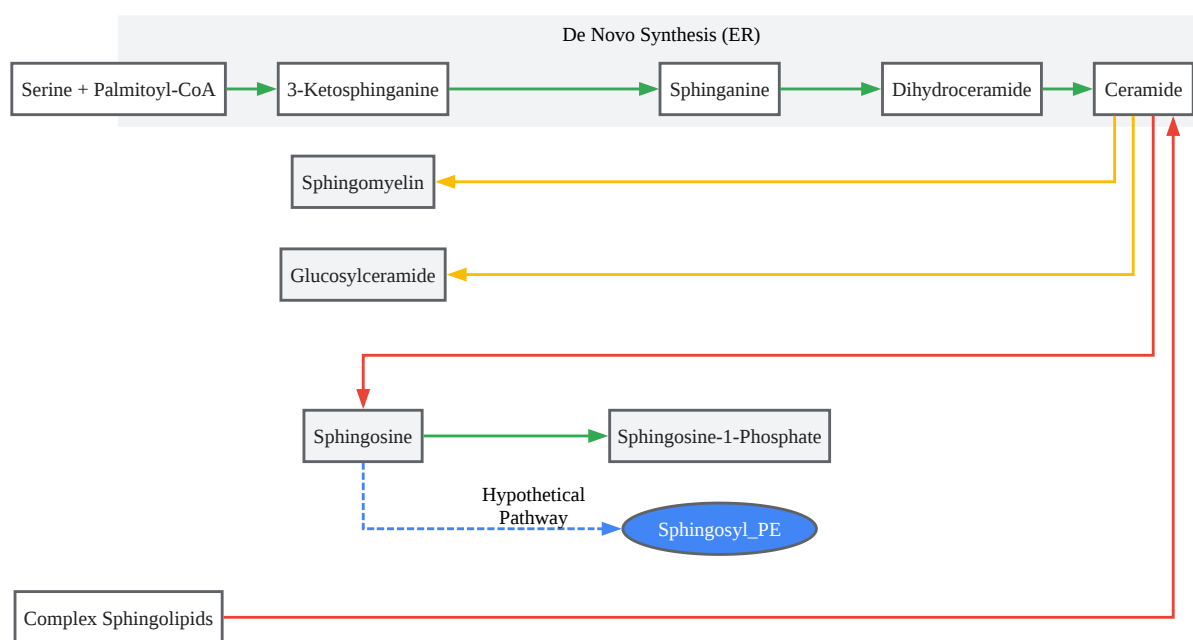 De Novo Synthesis (ER)
Serine + Palmitoyl-CoA
3-Ketosphinganine
Sphinganine
Dihydroceramide
Ceramide
Sphingomyelin
Glucosylceramide
Sphingosine
Sphingosine-1-Phosphate
Hypothetical
Pathway
Sphingosyl_PE
Complex Sphingolipids